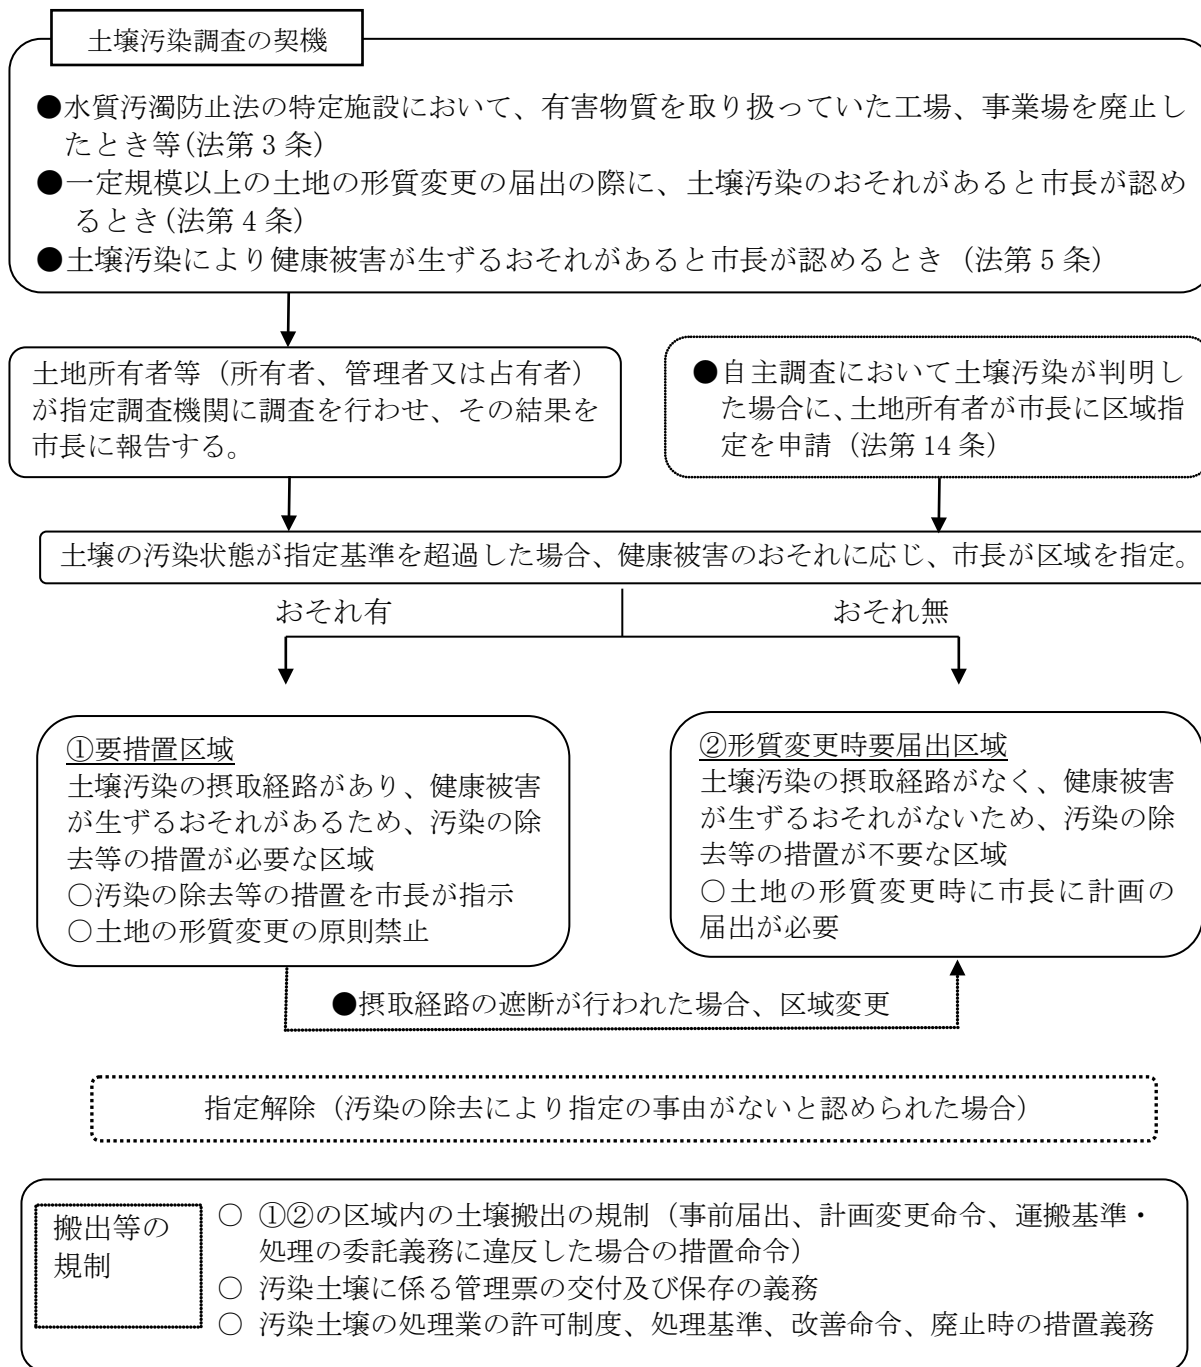 土壌汚染調査の契機
●水質汚濁防止法の特定施設において、有害物質を取り扱っていた工場、事業場を廃止し
たとき等(法第３条)
●一定規模以上の土地の形質変更の届出の際に、土壌汚染のおそれがあると市長が認め
るとき(法第４条)
●土壌汚染により健康被害が生ずるおそれがあると市長が認めるとき（法第５条）
土地所有者等（所有者、管理者又は占有者）
が指定調査機関に調査を行わせ、その結果を
市長に報告する。
●自主調査において土壌汚染が判明し
た場合に、土地所有者が市長に区域指
定を申請（法第 14 条）
土壌の汚染状態が指定基準を超過した場合、健康被害のおそれに応じ、市長が区域を指定。
おそれ有
おそれ無
①要措置区域
土壌汚染の摂取経路があり、健康被害
が生ずるおそれがあるため、汚染の除
去等の措置が必要な区域
○汚染の除去等の措置を市長が指示
○土地の形質変更の原則禁止
②形質変更時要届出区域
土壌汚染の摂取経路がなく、健康被害
が生ずるおそれがないため、汚染の除
去等の措置が不要な区域
○土地の形質変更時に市長に計画の
届出が必要
●摂取経路の遮断が行われた場合、区域変更
指定解除（汚染の除去により指定の事由がないと認められた場合）
搬出等の
規制
○ ①②の区域内の土壌搬出の規制（事前届出、計画変更命令、運搬基準・
処理の委託義務に違反した場合の措置命令）
○ 汚染土壌に係る管理票の交付及び保存の義務
○ 汚染土壌の処理業の許可制度、処理基準、改善命令、廃止時の措置義務